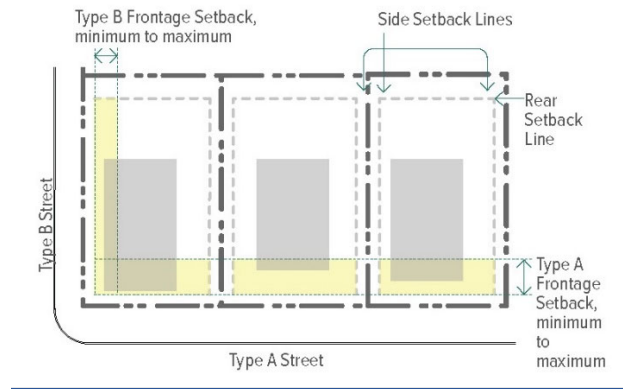 Type B Frontage Setback,
minimum to maximum
Side Setback Lines
Rear
Setback
Line
Type B Street
Type A
Frontage
Setback,
minimum
to
maximum
Type A Street